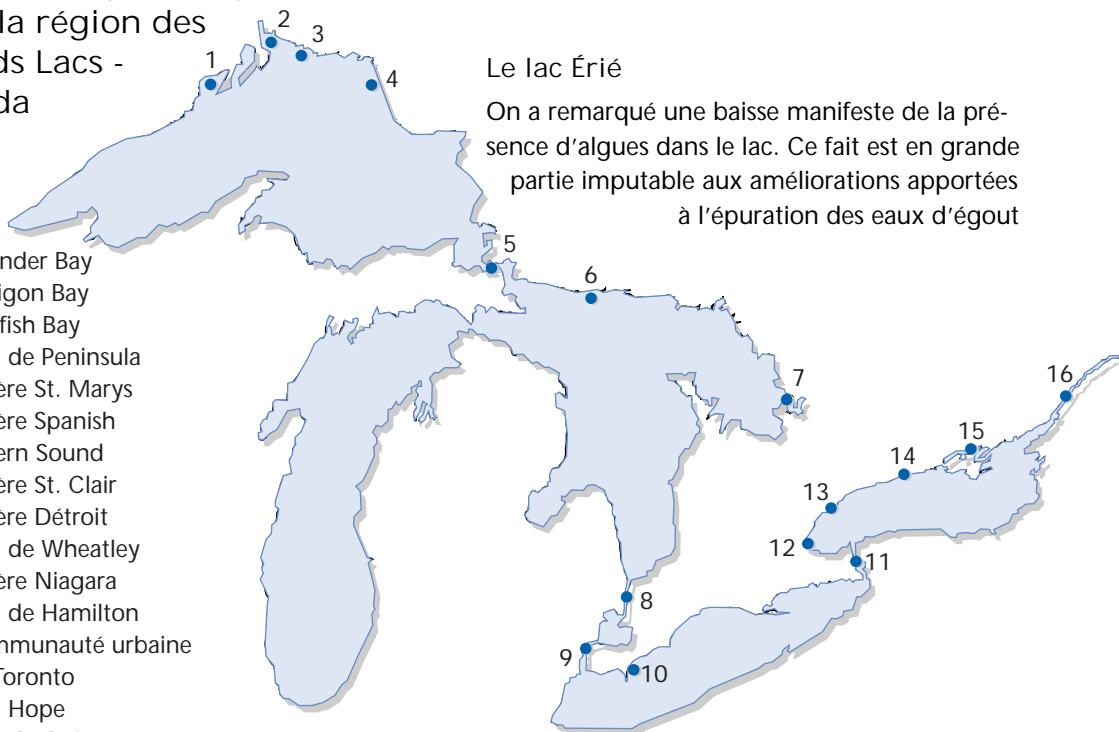 la région des
ds Lacs -
da
Le lac Érié
On a remarqué une baisse manifeste de la pré-
sence d'algues dans le lac. Ce fait est en grande
partie imputable aux améliorations apportées
à l'épuration des eaux d'égout
nder Bay
igon Bay
fish Bay
de Peninsula
ère St. Marys
ère Spanish
ern Sound
ère St. Clair
ère Détroit
de Wheatley
ère Niagara
de Hamilton
mmunauté urbaine
Toronto
Hope
1
2
3
4
5
6
7
8
9
10
11
12
13
14
15
16